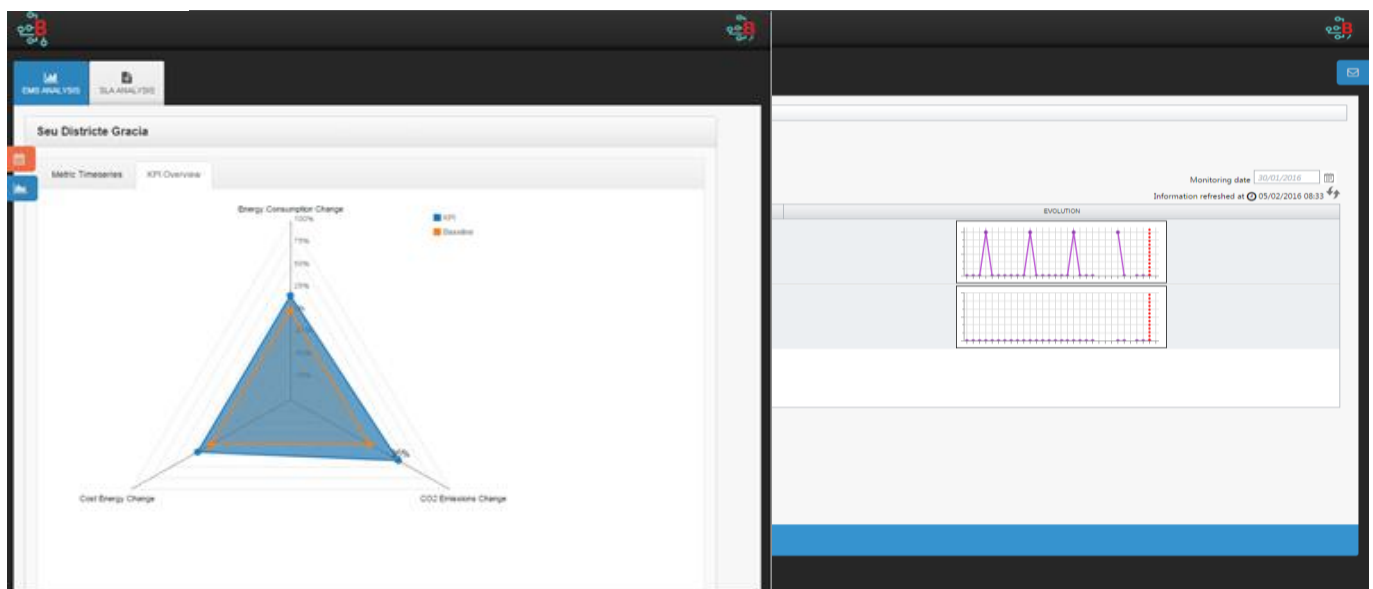 EMS ANALYSIS
SLA ANALYSIS
Seu Districte Gracia
Metric Timeseries
KPI Overview
Energy Consumption Change
100%
75%
50%
25%
KPI
Baseline
Cost Energy Change
CO2 Emissions Change
Monitoring date 30/01/2016
Information refreshed at 05/02/2016 08:33
EVOLUTION